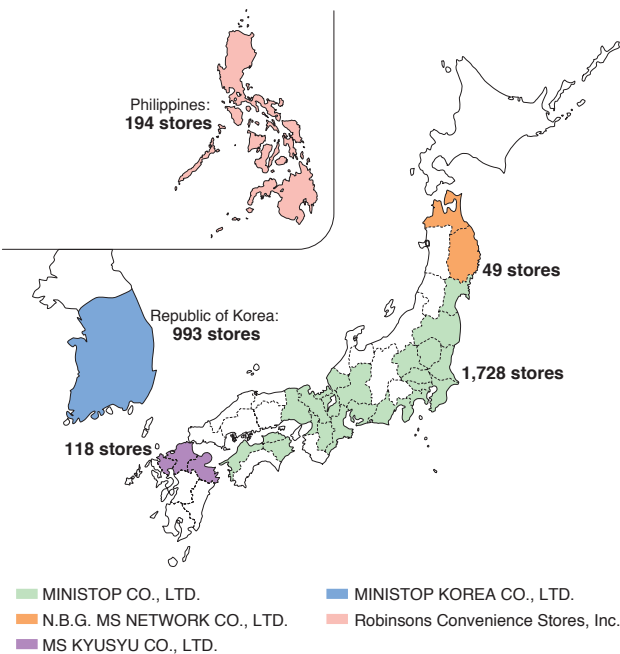 Philippines:
194 stores
49 stores
Republic of Korea:
993 stores
1,728 stores
118 stores
MINISTOP CO., LTD.
N.B.G. MS NETWORK CO., LTD.
MS KYUSYU CO., LTD.
MINISTOP KOREA CO., LTD.
Robinsons Convenience Stores, Inc.